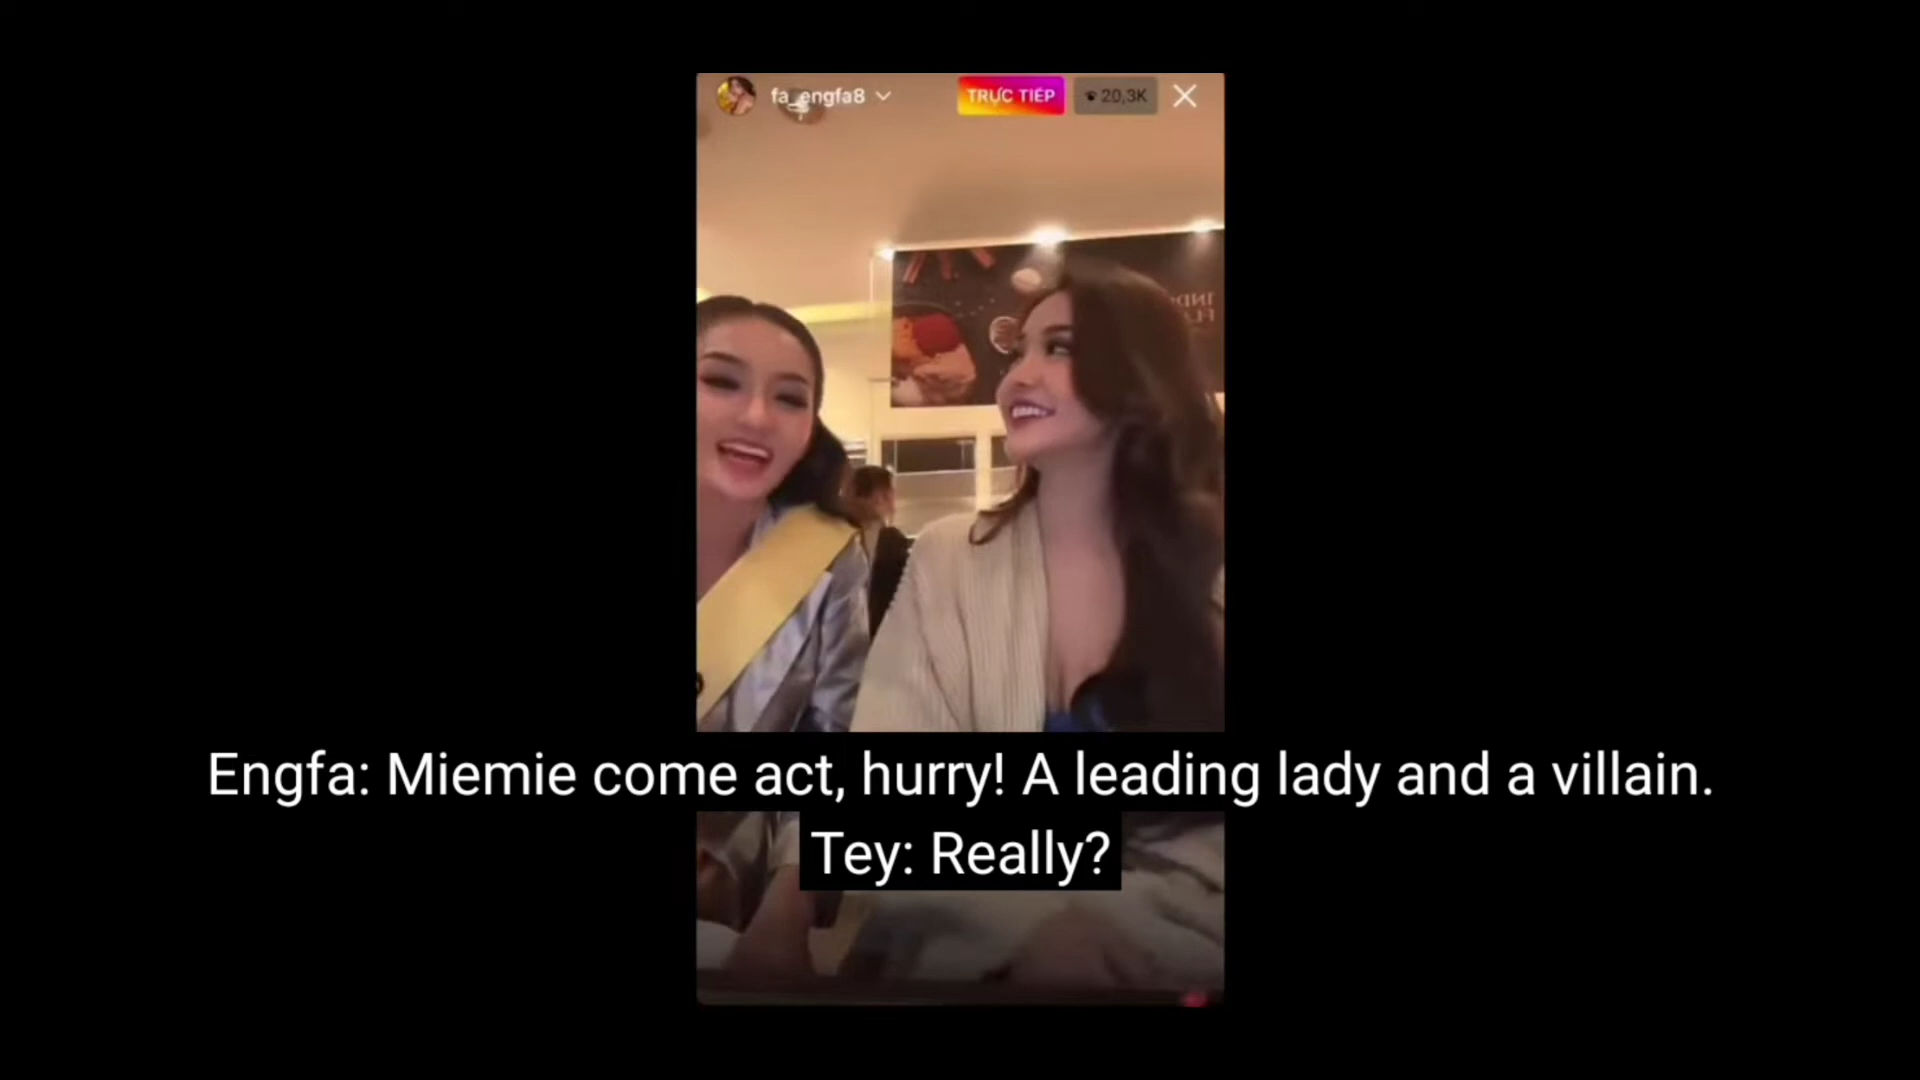 fa_engfa8
TRỰC TIẾP
20,3K
Engfa: Miemie come act, hurry! A leading lady and a villain.
Tey: Really?